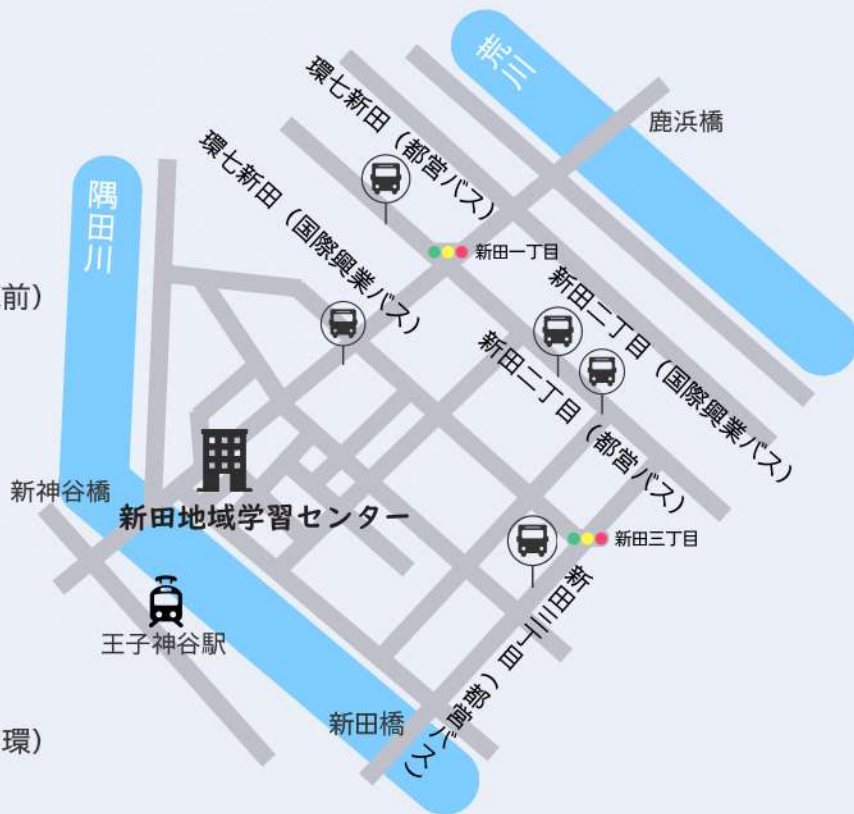 荒川
鹿浜橋
環七新田（都営バス）
環七新田（国際興業バス）
隅田川
新田一丁目
前）
新田二丁目（国際興業バス）
新田二丁目（都営バス）
新神谷橋
新田地域学習センター
新田三丁目
新田三丁目（都営バス）
王子神谷駅
新田橋
環）